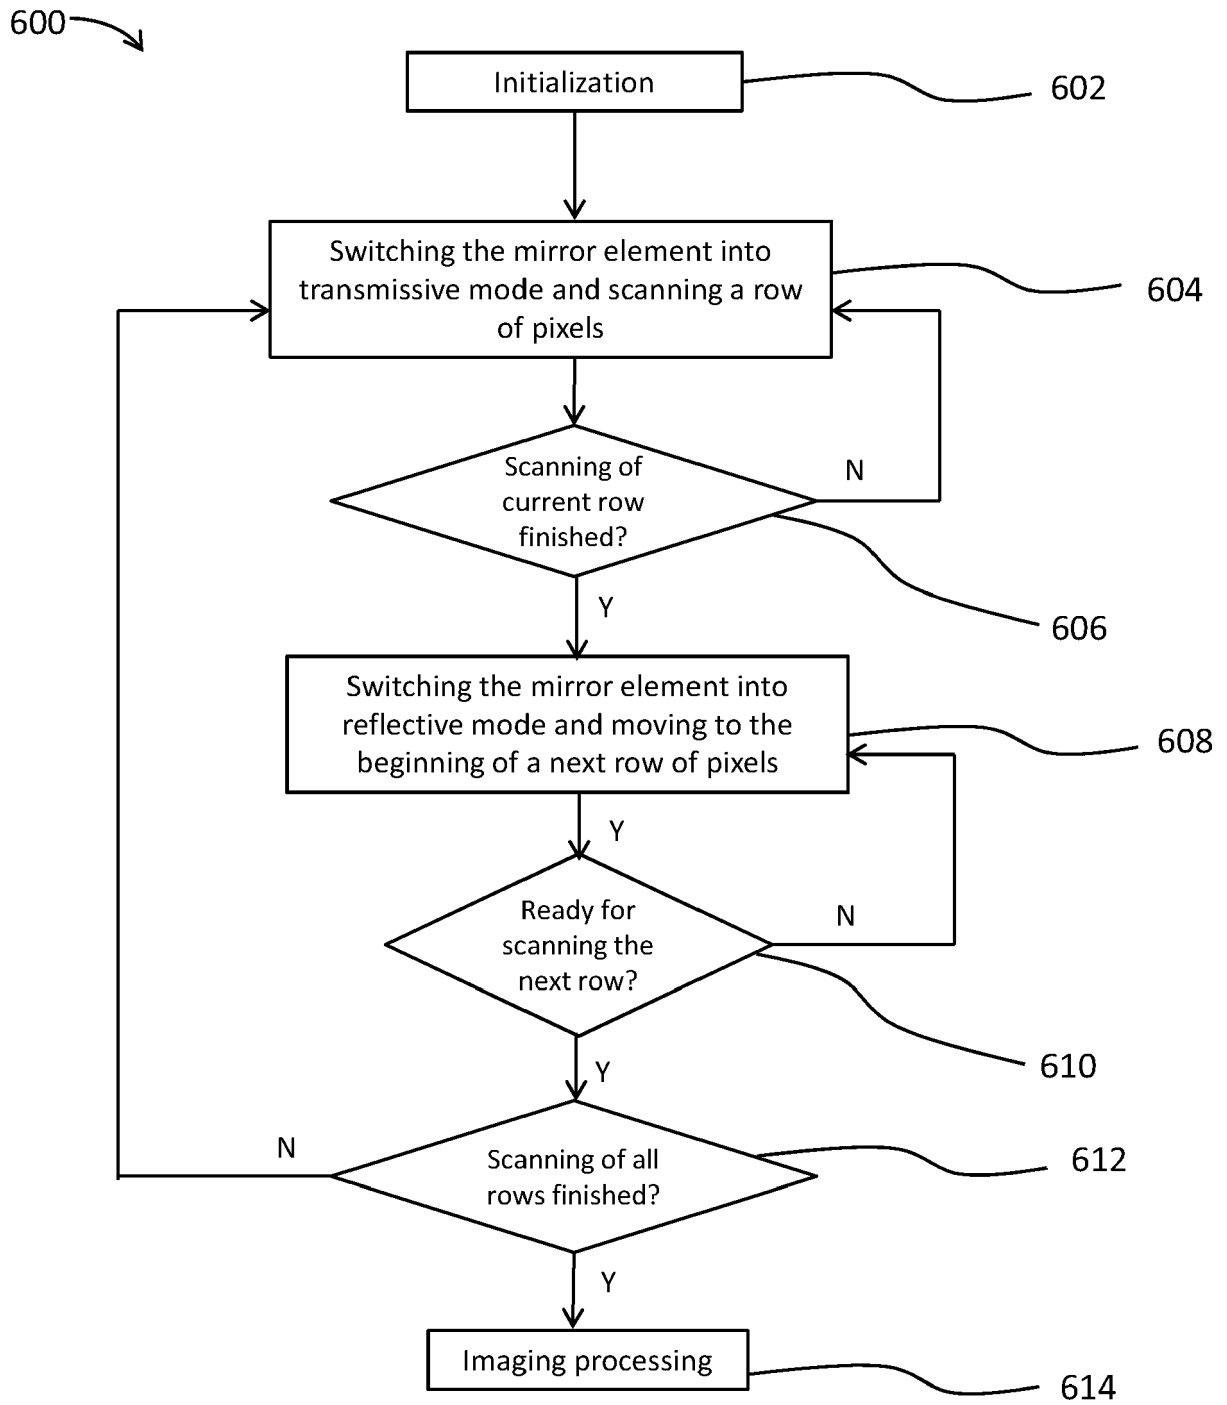 600
Initialization
602
Switching the mirror element into
transmissive mode and scanning a row
of pixels
604
Scanning of
current row
finished?
N
606
Y
Switching the mirror element into
reflective mode and moving to the
beginning of a next row of pixels
608
Y
Ready for
scanning the
next row?
N
610
Y
N
Scanning of all
rows finished?
612
Y
Imaging processing
614